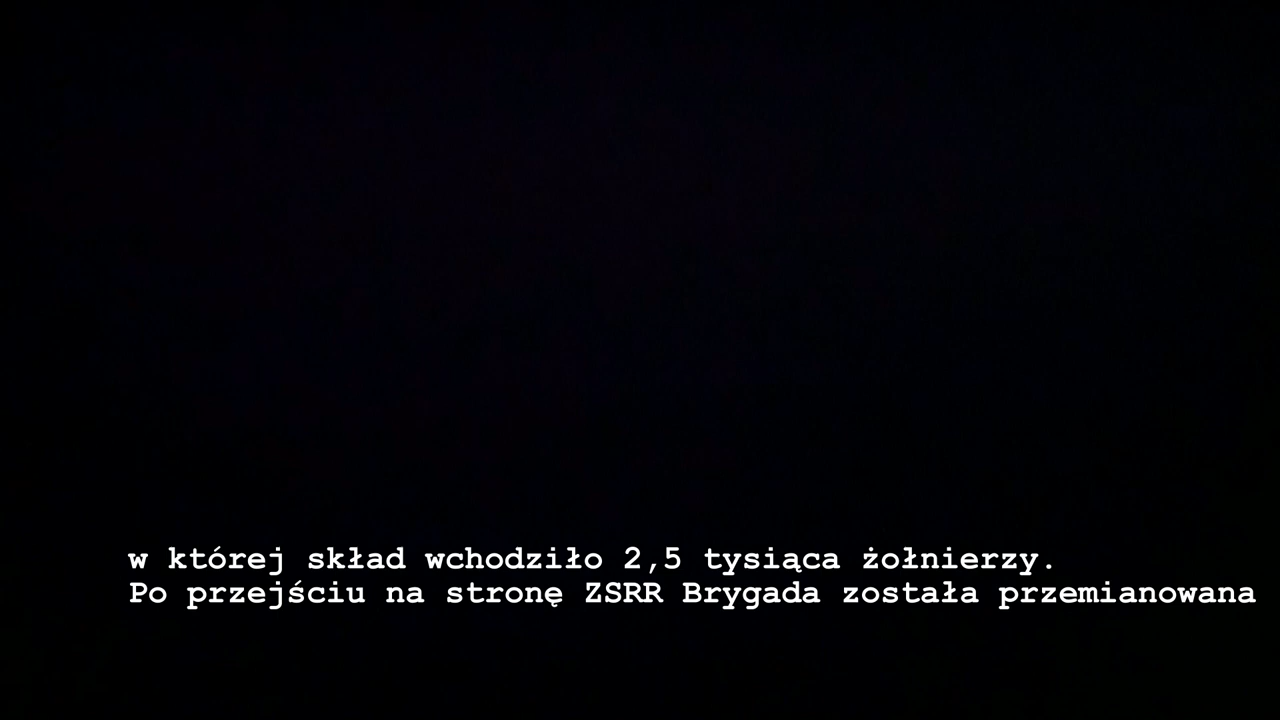 w której skład wchodziło 2,5 tysiąca żołnierzy.
Po przejściu na stronę ZSRR Brygada została przemianowana